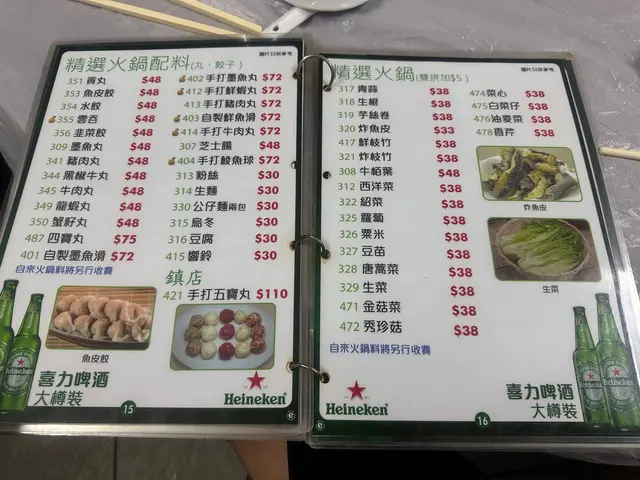 精選火鍋配料(丸、餃子)
圖片只供參考
351 貢丸 $48
353 魚皮餃 $48
354 水餃 $48
355 雲吞 $48
356 韮菜餃 $48
309 墨魚丸 $48
341 豬肉丸 $48
344 黑椒牛丸 $48
345 牛肉丸 $48
349 龍蝦丸 $48
350 蟹籽丸 $48
487 四寶丸 $75
401 自製墨魚滑 $72
自來火鍋料將另行收費
402 手打墨魚丸 $72
412 手打鮮蝦丸 $72
413 手打豬肉丸 $72
403 自製鮮魚滑 $72
414 手打牛肉丸 $72
307 芝士腸 $48
404 手打鯪魚球 $72
313 粉絲 $30
314 生麵 $30
330 公仔麵兩包 $30
315 烏冬 $30
316 豆腐 $30
415 響鈴 $30
鎮店
421 手打五寶丸 $110
魚皮餃
喜力啤酒
大樽裝
Heineken
15
精選火鍋(雙拼加$5)
圖片只供參考
317 青蒜 $38
318 生根 $38
319 芋絲卷 $38
320 炸魚皮 $33
417 鮮枝竹 $38
321 炸枝竹 $38
308 牛栢葉 $48
312 西洋菜 $38
322 紹菜 $38
325 蘿蔔 $38
326 粟米 $38
327 豆苗 $38
328 唐蒿菜 $38
329 生菜 $38
471 金菇菜 $38
472 秀珍菇 $38
自來火鍋料將另行收費
474 菜心 $38
475 白菜仔 $38
476 油麥菜 $38
478 香芹 $38
炸魚皮
生菜
Heineken
喜力啤酒
大樽裝
16